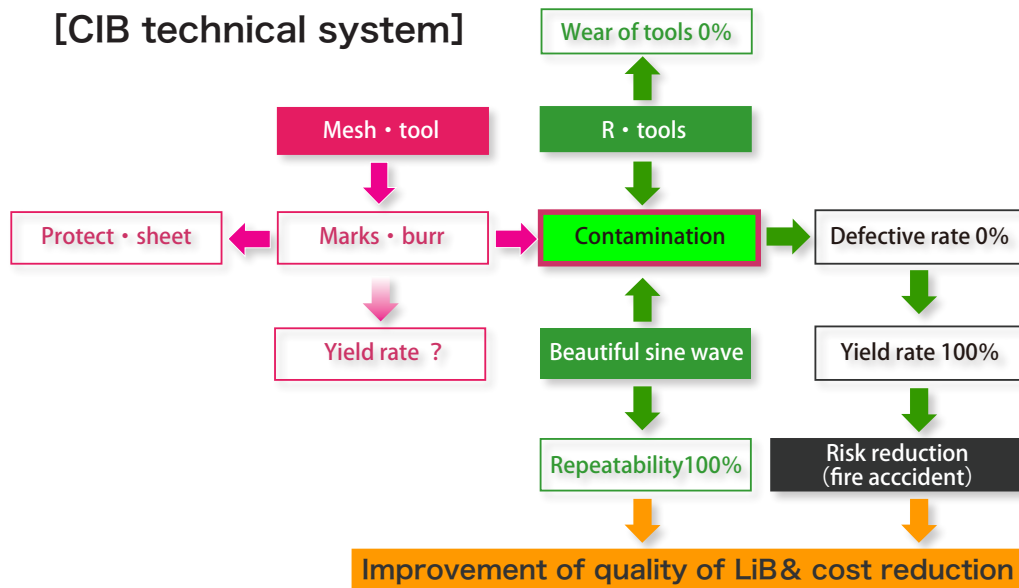 [CIB technical system]
Wear of tools 0%
Mesh・tool
R・tools
Protect・sheet
Marks・burr
Contamination
Defective rate 0%
Yield rate ？
Beautiful sine wave
Yield rate 100%
Repeatability100%
Risk reduction
（fire acccident）
Improvement of quality of LiB& cost reduction